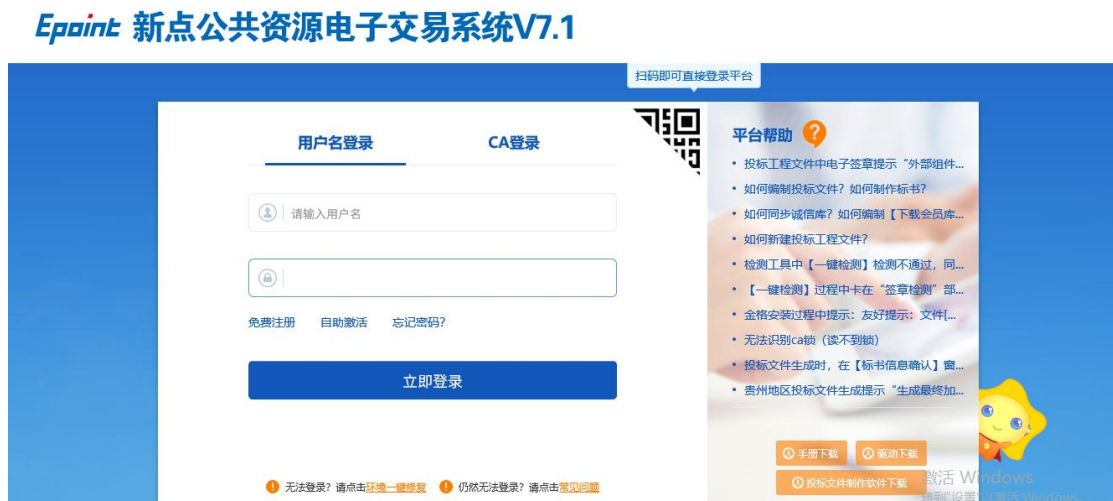 Epoint 新点公共资源电子交易系统V7.1
扫码即可直接登录平台
用户名登录
CA登录
请输入用户名
免费注册 自助激活 忘记密码?
立即登录
无法登录? 请点击环境一键修复
仍然无法登录? 请点击常见问题
平台帮助 ?
• 投标工程文件中电子签章提示“外部组件...
• 如何编制投标文件? 如何制作标书?
• 如何同步诚信库? 如何编制【下载会员库...
• 如何新建投标工程文件?
• 检测工具中【一键检测】检测不通过, 同...
• 【一键检测】过程中卡在“签章检测”部...
• 金格安装过程中提示: 友好提示: 文件[...
• 无法识别ca锁 (读不到锁)
• 投标文件生成时, 在【标书信息确认】窗...
• 贵州地区投标文件生成提示“生成最终加...
手册下载
驱动下载
投标文件制作软件下载
激活 Windows